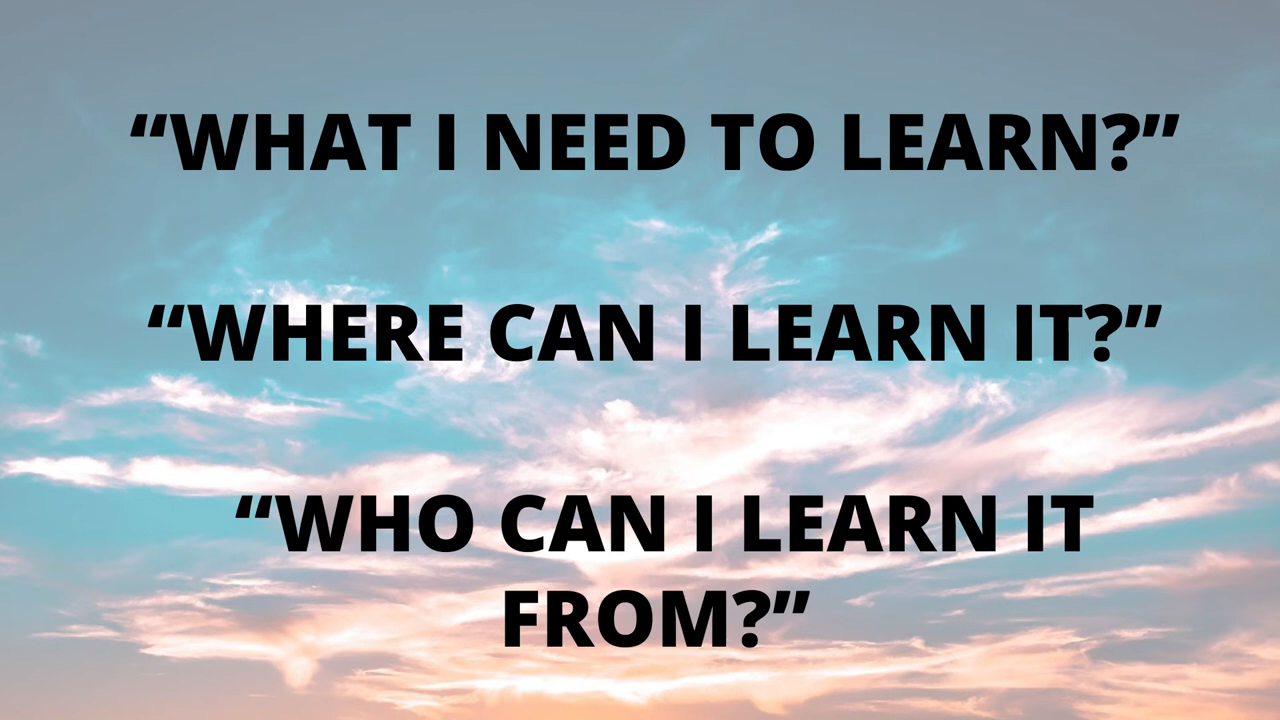 “WHAT I NEED TO LEARN?”
“WHERE CAN I LEARN IT?”
“WHO CAN I LEARN IT
FROM?”